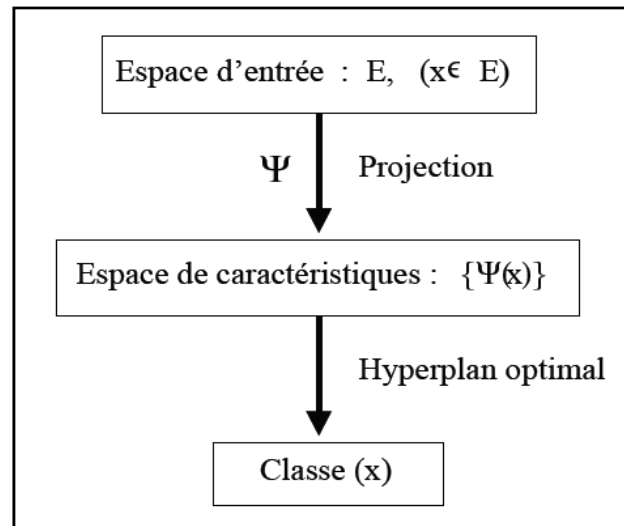 Espace d'entrée : E, (x∈ E)
Ψ Projection
Espace de caractéristiques : {Ψ(x)}
Hyperplan optimal
Classe (x)